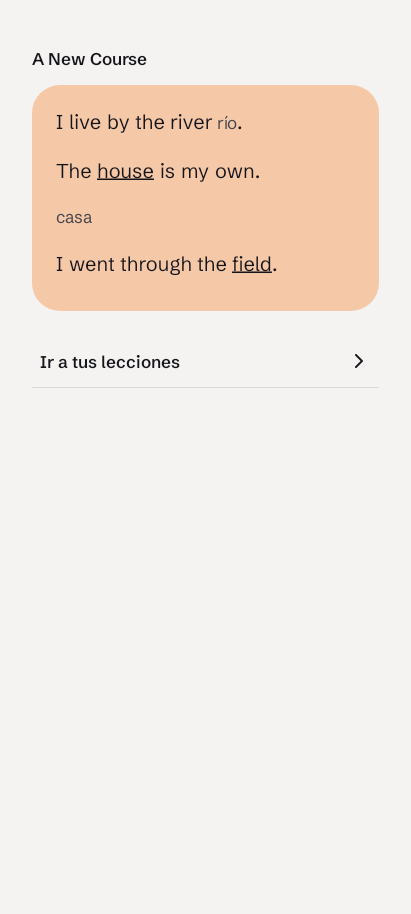 A New Course
I live by the river río.
The house is my own.
casa
I went through the field.
Ir a tus lecciones